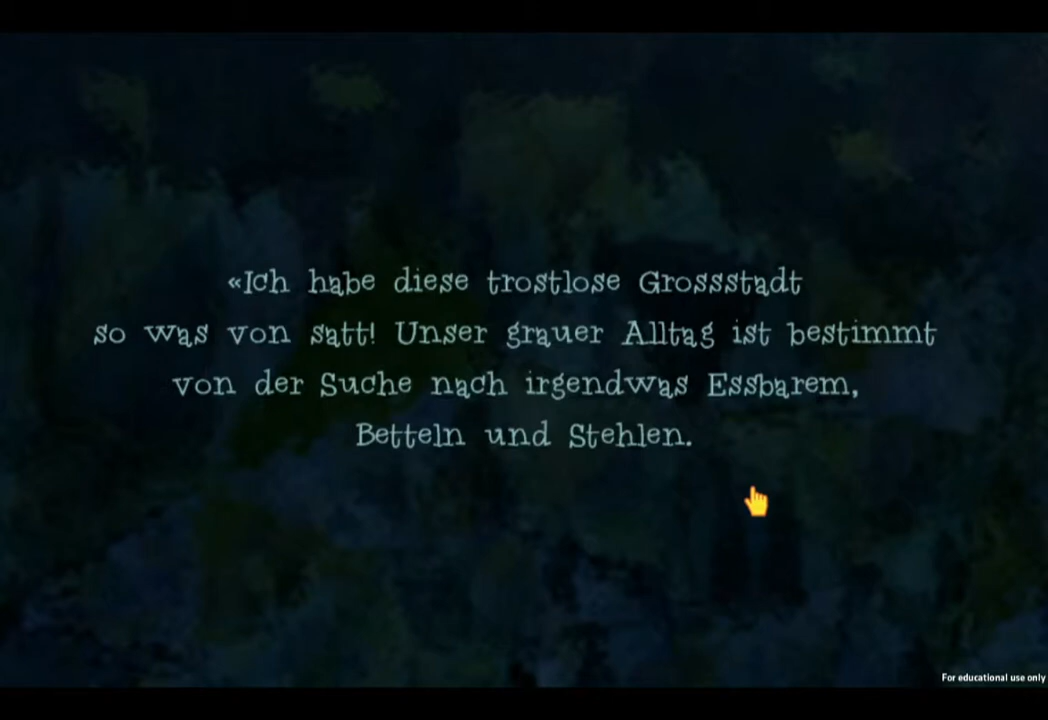 «Ich habe diese trostlose Grossstadt
so was von satt! Unser grauer Alltag ist bestimmt
von der Suche nach irgendwas Essbarem,
Betteln und Stehlen.
For educational use only